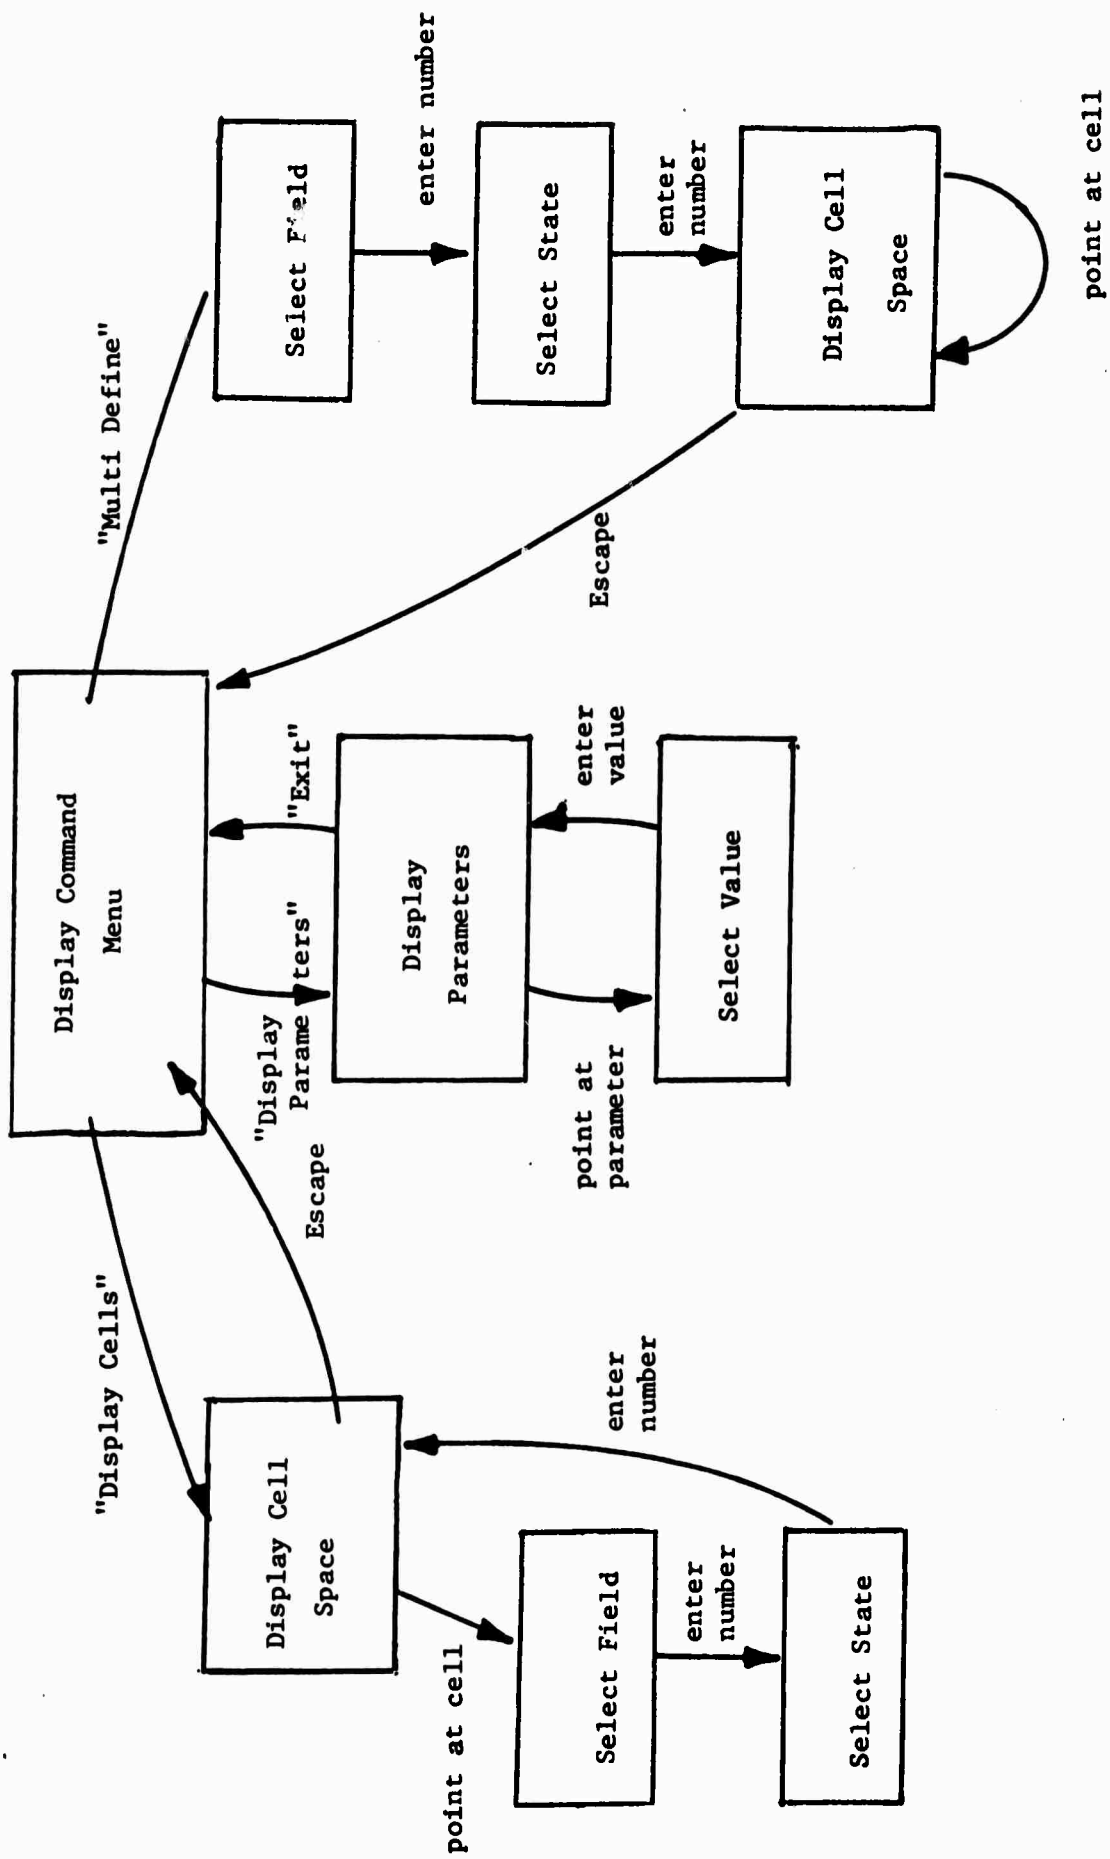 Display Command
Menu
"Display Cells"
"Multi Define"
Escape
"Display
Parame ters"
"Exit"
Display Cell
Space
point at cell
Select Field
enter
number
Select State
enter
number
Display
Parameters
point at
parameter
enter
value
Select Value
Escape
Select Field
enter number
Select State
enter
number
Display Cell
Space
point at cell